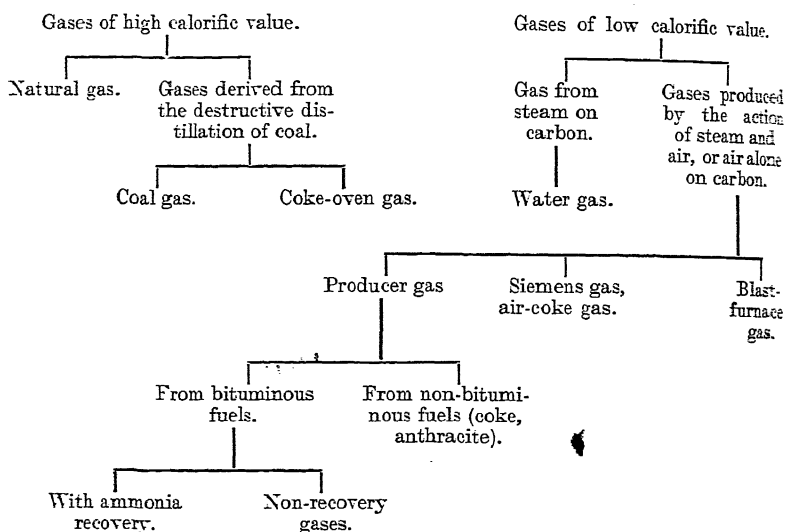 Gases of high calorific value.
Gases of low calorific value.
Natural gas.
Gases derived from
the destructive dis-
tillation of coal.
Gas from
steam on
carbon.
Gases produced
by the action
of steam and
air, or air alone
on carbon.
Coal gas.
Coke-oven gas.
Water gas.
Producer gas
Siemens gas,
air-coke gas.
Blast-
furnace
gas.
From bituminous
fuels.
From non-bitumi-
nous fuels (coke,
anthracite).
With ammonia
recovery.
Non-recovery
gases.